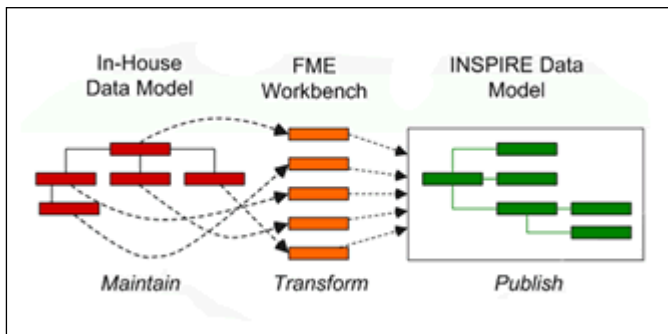 In-House
Data Model
FME
Workbench
INSPIRE Data
Model
Maintain
Transform
Publish